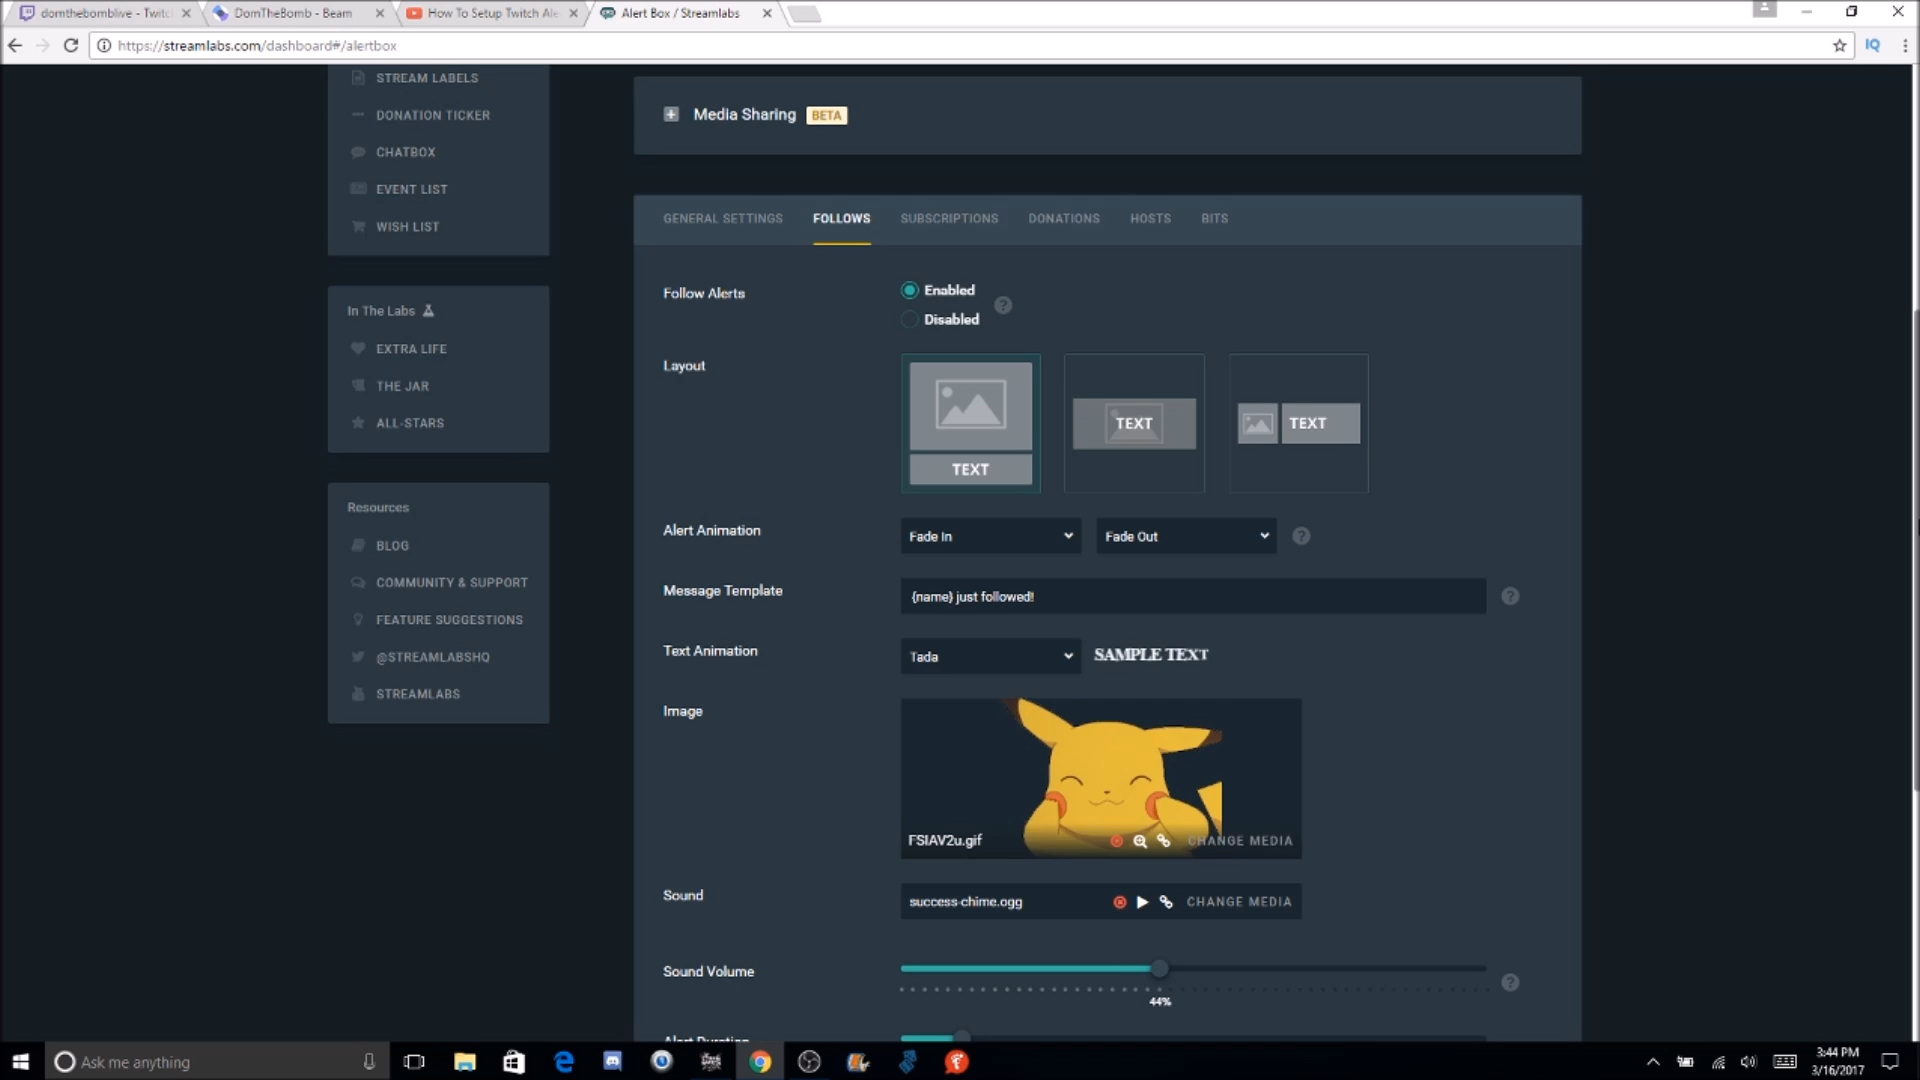 domthebomblive - Twitc
DomTheBomb - Beam
How To Setup Twitch Ale
Alert Box / Streamlabs
https://streamlabs.com/dashboard#/alertbox
IQ
STREAM LABELS
DONATION TICKER
CHATBOX
EVENT LIST
WISH LIST
In The Labs
EXTRA LIFE
THE JAR
ALL-STARS
Resources
BLOG
COMMUNITY & SUPPORT
FEATURE SUGGESTIONS
@STREAMLABSHQ
STREAMLABS
Media Sharing BETA
GENERAL SETTINGS FOLLOWS SUBSCRIPTIONS DONATIONS HOSTS BITS
Follow Alerts
Enabled
Disabled
?
Layout
TEXT
TEXT
TEXT
Alert Animation
Fade In
Fade Out
?
Message Template
{name} just followed!
?
Text Animation
Tada
SAMPLE TEXT
Image
FSIAV2u.gif
CHANGE MEDIA
Sound
success-chime.ogg
CHANGE MEDIA
Sound Volume
44%
?
Alert Duration
Ask me anything
3:44 PM
3/16/2017